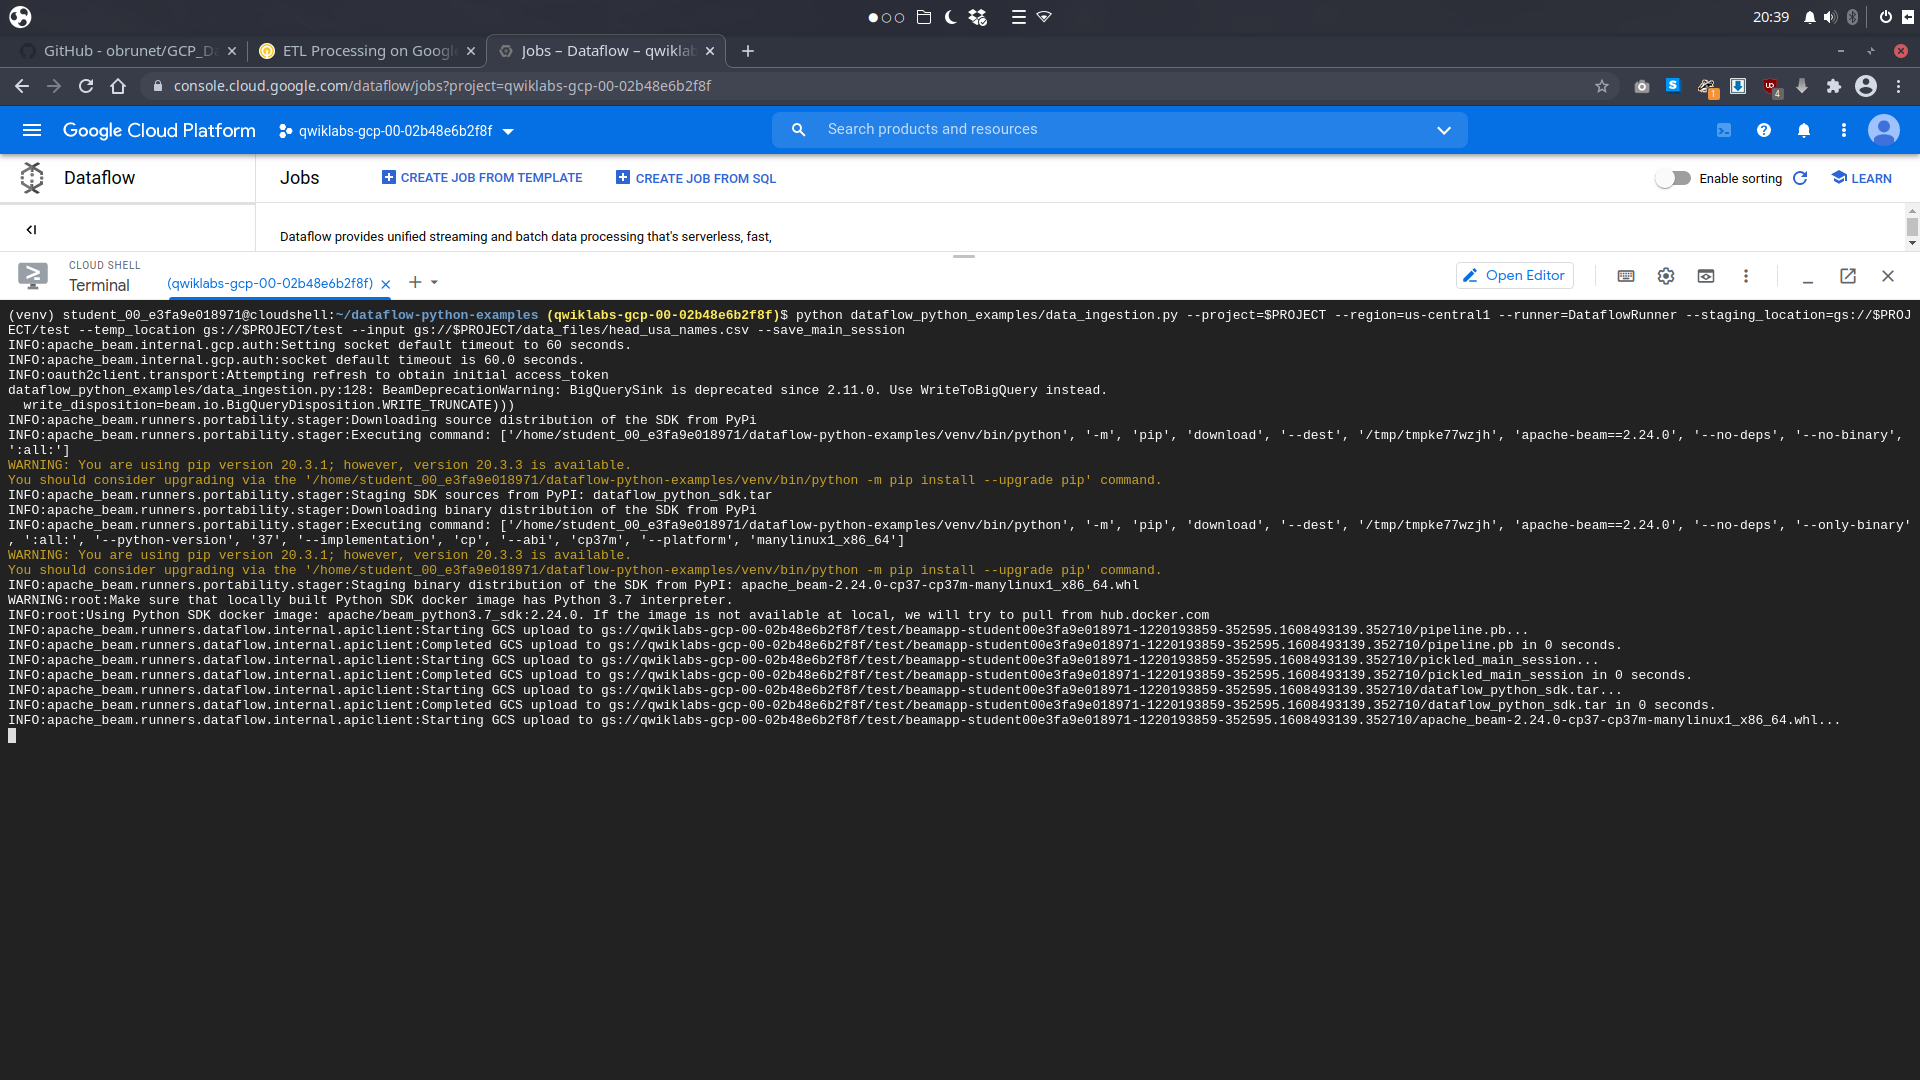 20:39
GitHub - obrunet/GCP_Da
ETL Processing on Google
Jobs – Dataflow – qwiklab
console.cloud.google.com/dataflow/jobs?project=qwiklabs-gcp-00-02b48e6b2f8f
S
1
4
Google Cloud Platform
qwiklabs-gcp-00-02b48e6b2f8f
Search products and resources
Dataflow
Jobs
CREATE JOB FROM TEMPLATE
CREATE JOB FROM SQL
Enable sorting
LEARN
Dataflow provides unified streaming and batch data processing that's serverless, fast,
CLOUD SHELL
Terminal
(qwiklabs-gcp-00-02b48e6b2f8f)
Open Editor
(venv) student_00_e3fa9e018971@cloudshell:~/dataflow-python-examples (qwiklabs-gcp-00-02b48e6b2f8f)$ python dataflow_python_examples/data_ingestion.py --project=$PROJECT --region=us-central1 --runner=DataflowRunner --staging_location=gs://$PROJ
ECT/test --temp_location gs://$PROJECT/test --input gs://$PROJECT/data_files/head_usa_names.csv --save_main_session
INFO:apache_beam.internal.gcp.auth:Setting socket default timeout to 60 seconds.
INFO:apache_beam.internal.gcp.auth:socket default timeout is 60.0 seconds.
INFO:oauth2client.transport:Attempting refresh to obtain initial access_token
dataflow_python_examples/data_ingestion.py:128: BeamDeprecationWarning: BigQuerySink is deprecated since 2.11.0. Use WriteToBigQuery instead.
write_disposition=beam.io.BigQueryDisposition.WRITE_TRUNCATE)))
INFO:apache_beam.runners.portability.stager:Downloading source distribution of the SDK from PyPi
INFO:apache_beam.runners.portability.stager:Executing command: ['/home/student_00_e3fa9e018971/dataflow-python-examples/venv/bin/python', '-m', 'pip', 'download', '--dest', '/tmp/tmpke77wzjh', 'apache-beam==2.24.0', '--no-deps', '--no-binary',
':all:']
WARNING: You are using pip version 20.3.1; however, version 20.3.3 is available.
You should consider upgrading via the '/home/student_00_e3fa9e018971/dataflow-python-examples/venv/bin/python -m pip install --upgrade pip' command.
INFO:apache_beam.runners.portability.stager:Staging SDK sources from PyPI: dataflow_python_sdk.tar
INFO:apache_beam.runners.portability.stager:Downloading binary distribution of the SDK from PyPi
INFO:apache_beam.runners.portability.stager:Executing command: ['/home/student_00_e3fa9e018971/dataflow-python-examples/venv/bin/python', '-m', 'pip', 'download', '--dest', '/tmp/tmpke77wzjh', 'apache-beam==2.24.0', '--no-deps', '--only-binary'
, ':all:', '--python-version', '37', '--implementation', 'cp', '--abi', 'cp37m', '--platform', 'manylinux1_x86_64']
WARNING: You are using pip version 20.3.1; however, version 20.3.3 is available.
You should consider upgrading via the '/home/student_00_e3fa9e018971/dataflow-python-examples/venv/bin/python -m pip install --upgrade pip' command.
INFO:apache_beam.runners.portability.stager:Staging binary distribution of the SDK from PyPI: apache_beam-2.24.0-cp37-cp37m-manylinux1_x86_64.whl
WARNING:root:Make sure that locally built Python SDK docker image has Python 3.7 interpreter.
INFO:root:Using Python SDK docker image: apache/beam_python3.7_sdk:2.24.0. If the image is not available at local, we will try to pull from hub.docker.com
INFO:apache_beam.runners.dataflow.internal.apiclient:Starting GCS upload to gs://qwiklabs-gcp-00-02b48e6b2f8f/test/beamapp-student00e3fa9e018971-1220193859-352595.1608493139.352710/pipeline.pb...
INFO:apache_beam.runners.dataflow.internal.apiclient:Completed GCS upload to gs://qwiklabs-gcp-00-02b48e6b2f8f/test/beamapp-student00e3fa9e018971-1220193859-352595.1608493139.352710/pipeline.pb in 0 seconds.
INFO:apache_beam.runners.dataflow.internal.apiclient:Starting GCS upload to gs://qwiklabs-gcp-00-02b48e6b2f8f/test/beamapp-student00e3fa9e018971-1220193859-352595.1608493139.352710/pickled_main_session...
INFO:apache_beam.runners.dataflow.internal.apiclient:Completed GCS upload to gs://qwiklabs-gcp-00-02b48e6b2f8f/test/beamapp-student00e3fa9e018971-1220193859-352595.1608493139.352710/pickled_main_session in 0 seconds.
INFO:apache_beam.runners.dataflow.internal.apiclient:Starting GCS upload to gs://qwiklabs-gcp-00-02b48e6b2f8f/test/beamapp-student00e3fa9e018971-1220193859-352595.1608493139.352710/dataflow_python_sdk.tar...
INFO:apache_beam.runners.dataflow.internal.apiclient:Completed GCS upload to gs://qwiklabs-gcp-00-02b48e6b2f8f/test/beamapp-student00e3fa9e018971-1220193859-352595.1608493139.352710/dataflow_python_sdk.tar in 0 seconds.
INFO:apache_beam.runners.dataflow.internal.apiclient:Starting GCS upload to gs://qwiklabs-gcp-00-02b48e6b2f8f/test/beamapp-student00e3fa9e018971-1220193859-352595.1608493139.352710/apache_beam-2.24.0-cp37-cp37m-manylinux1_x86_64.whl...